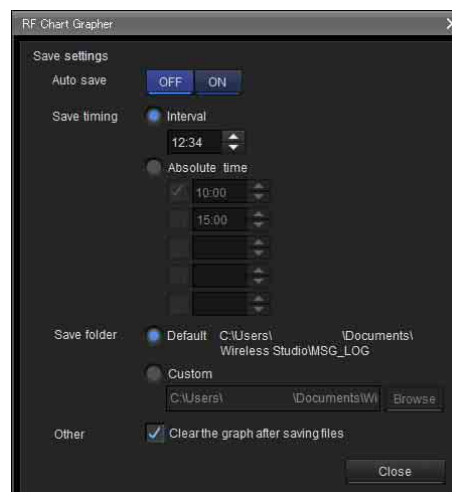 RF Chart Grapher
Save settings
Auto save OFF ON
Save timing Interval
12:34
Absolute time
10:00
15:00
Save folder Default C:\Users\ \Documents\
Wireless Studio\MSG_LOG
Custom
C:\Users\ \Documents\Wi Browse
Other Clear the graph after saving files
Close